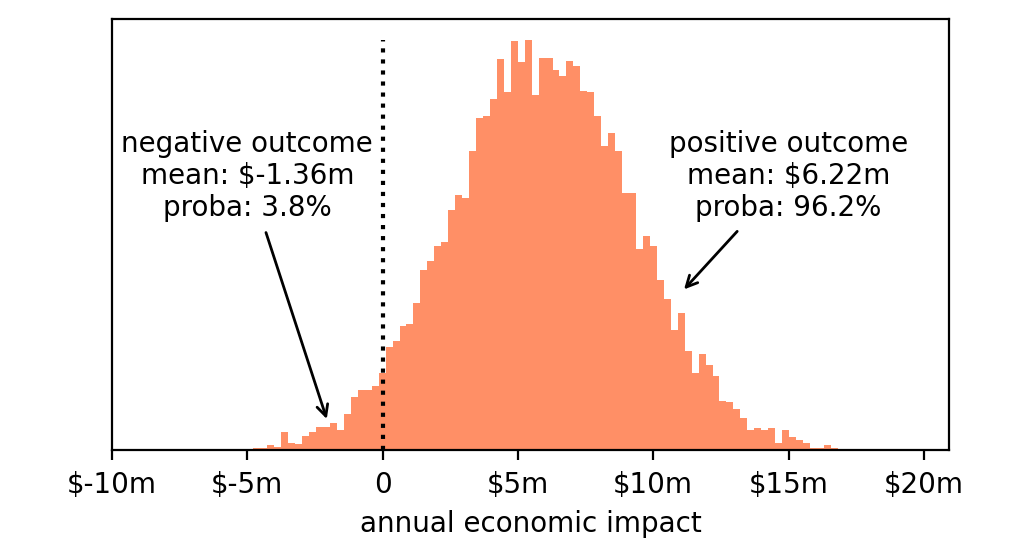 negative outcome
mean: $-1.36m
proba: 3.8%
positive outcome
mean: $6.22m
proba: 96.2%
$-10m
$-5m
0
$5m
$10m
$15m
$20m
annual economic impact